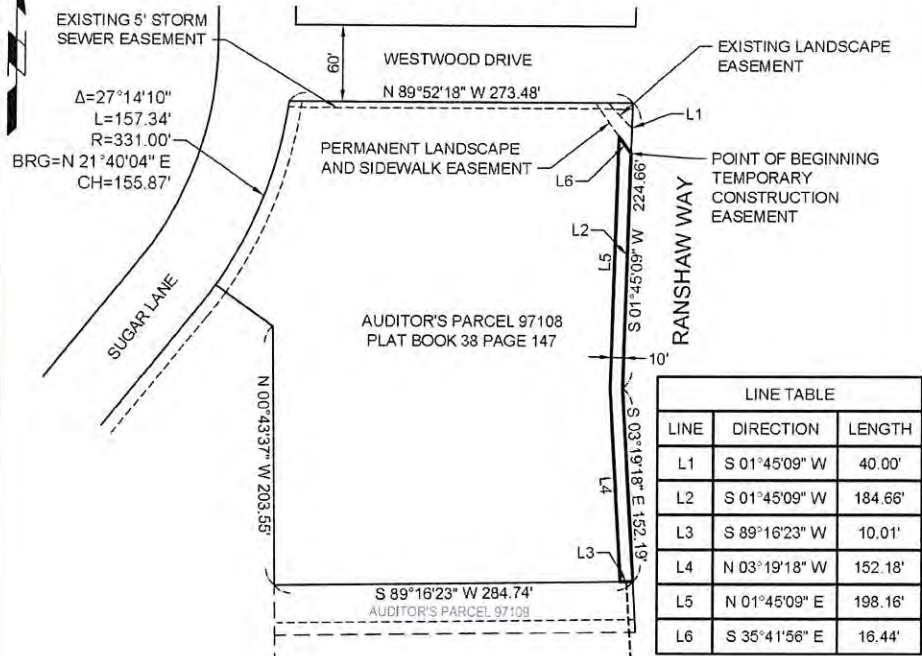 EXISTING 5' STORM
SEWER EASEMENT
60'
WESTWOOD DRIVE
EXISTING LANDSCAPE
EASEMENT
Δ=27°14'10"
L=157.34'
R=331.00'
BRG=N 21°40'04" E
CH=155.87'
N 89°52'18" W 273.48'
L1
PERMANENT LANDSCAPE
AND SIDEWALK EASEMENT
L6
POINT OF BEGINNING
TEMPORARY
CONSTRUCTION
EASEMENT
L2
L5
S 01°45'09" W 224.66'
RANSHAW WAY
SUGAR LANE
AUDITOR'S PARCEL 97108
PLAT BOOK 38 PAGE 147
10'
N 00°43'37" W 203.55'
L4
S 03°19'18" E 152.19'
L3
S 89°16'23" W 284.74'
AUDITOR'S PARCEL 97109
LINE TABLE
LINE DIRECTION LENGTH
L1 S 01°45'09" W 40.00'
L2 S 01°45'09" W 184.66'
L3 S 89°16'23" W 10.01'
L4 N 03°19'18" W 152.18'
L5 N 01°45'09" E 198.16'
L6 S 35°41'56" E 16.44'